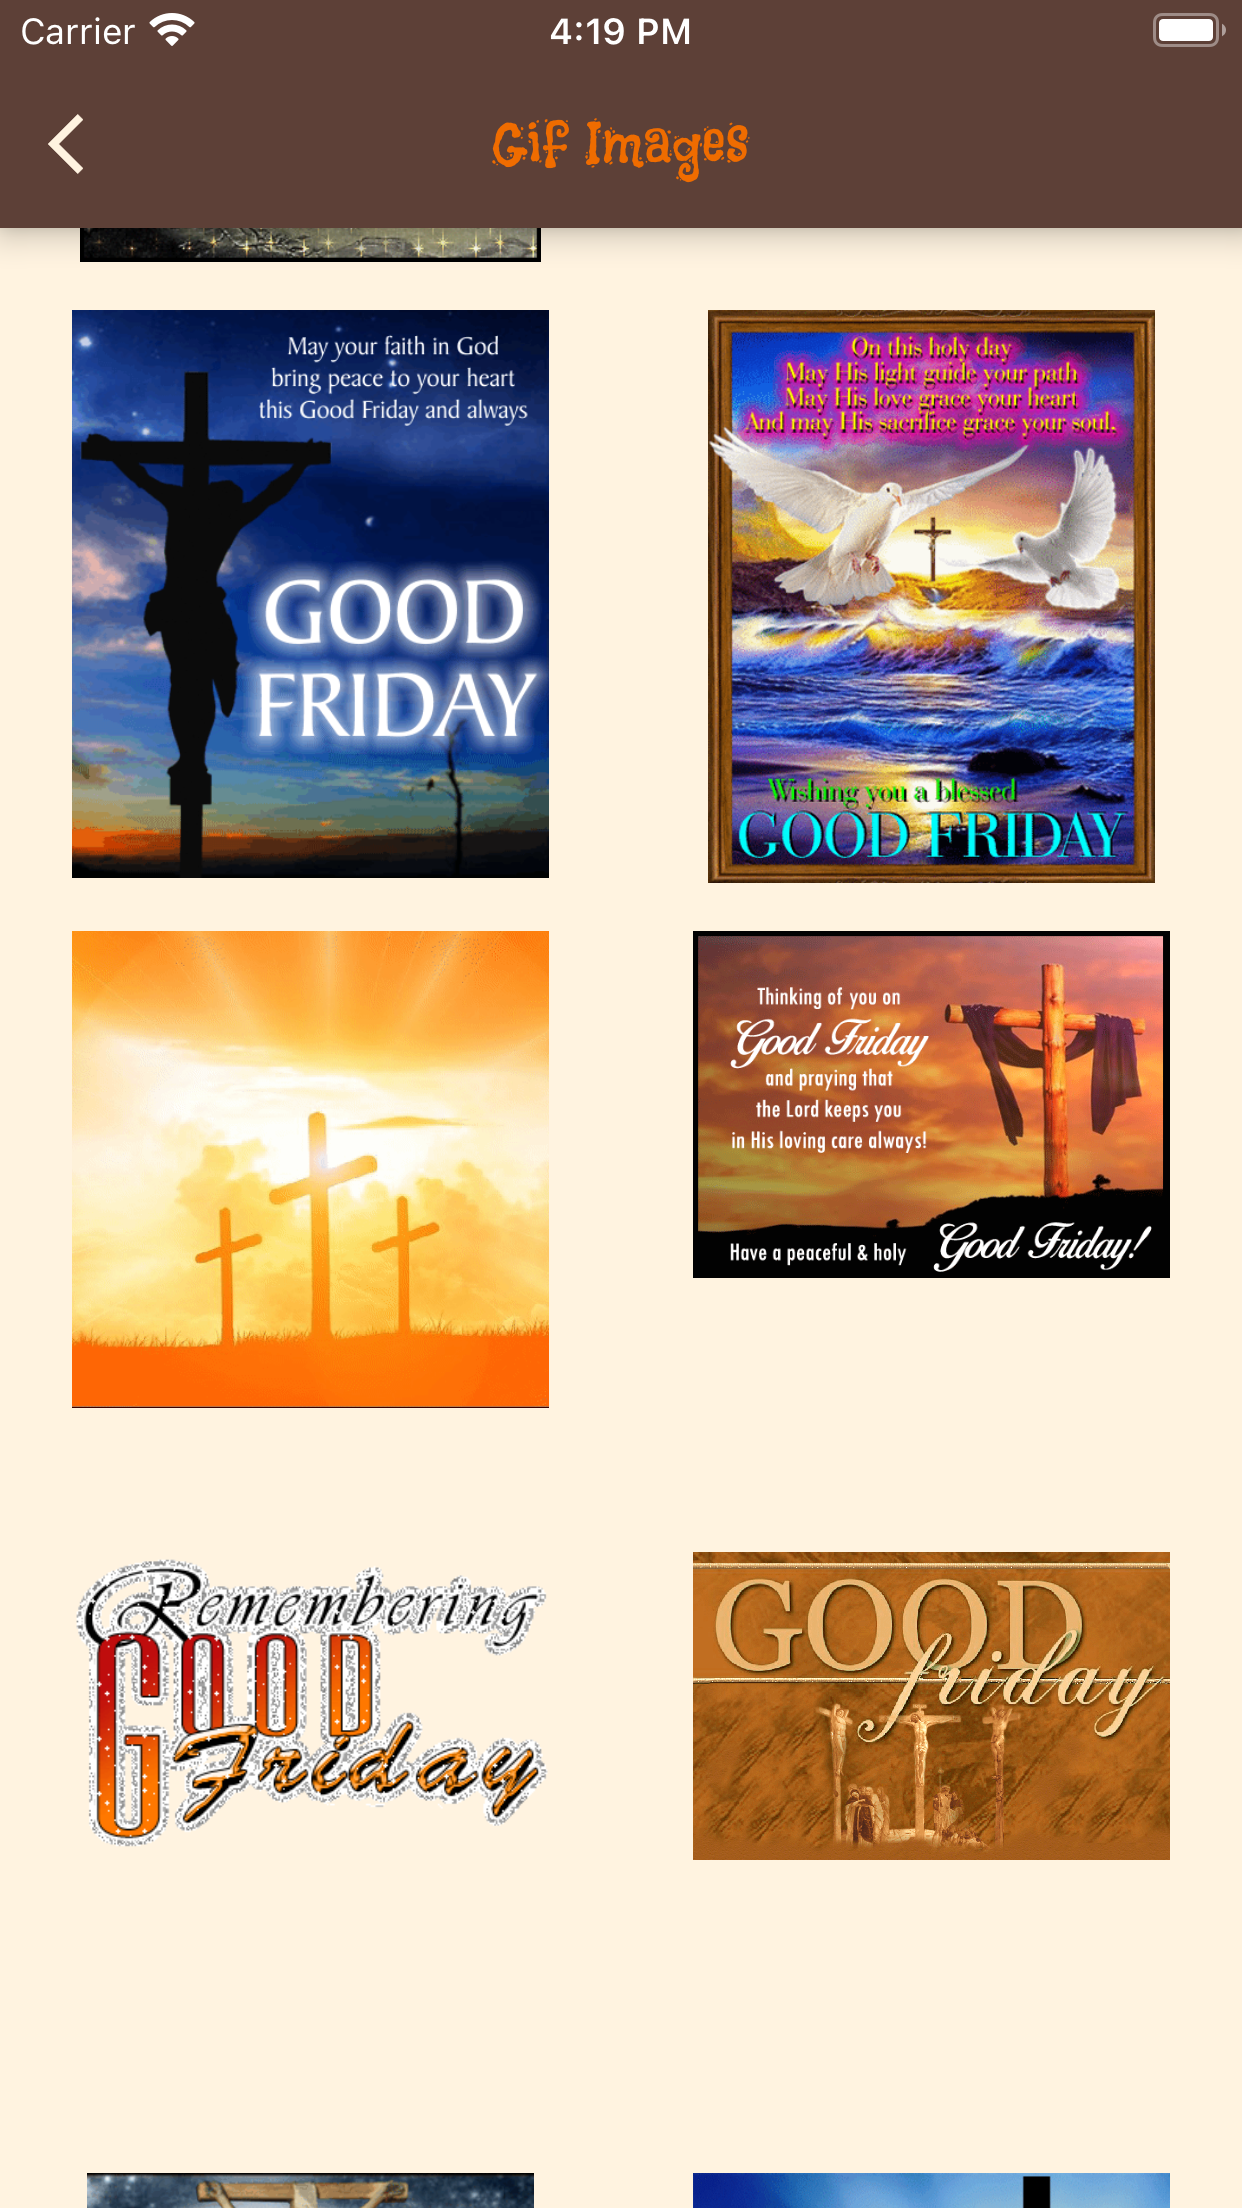 Carrier
4:19 PM
Gif Images
May your faith in God
bring peace to your heart
this Good Friday and always
GOOD
FRIDAY
On this holy day
May His light guide your path
May His love grace your heart
And may His sacrifice grace your soul.
Wishing you a blessed
GOOD FRIDAY
Thinking of you on
Good Friday
and praying that
the Lord keeps you
in His loving care always!
Have a peaceful & holy
Good Friday!
Remembering
GOOD
Friday
GOOD
friday